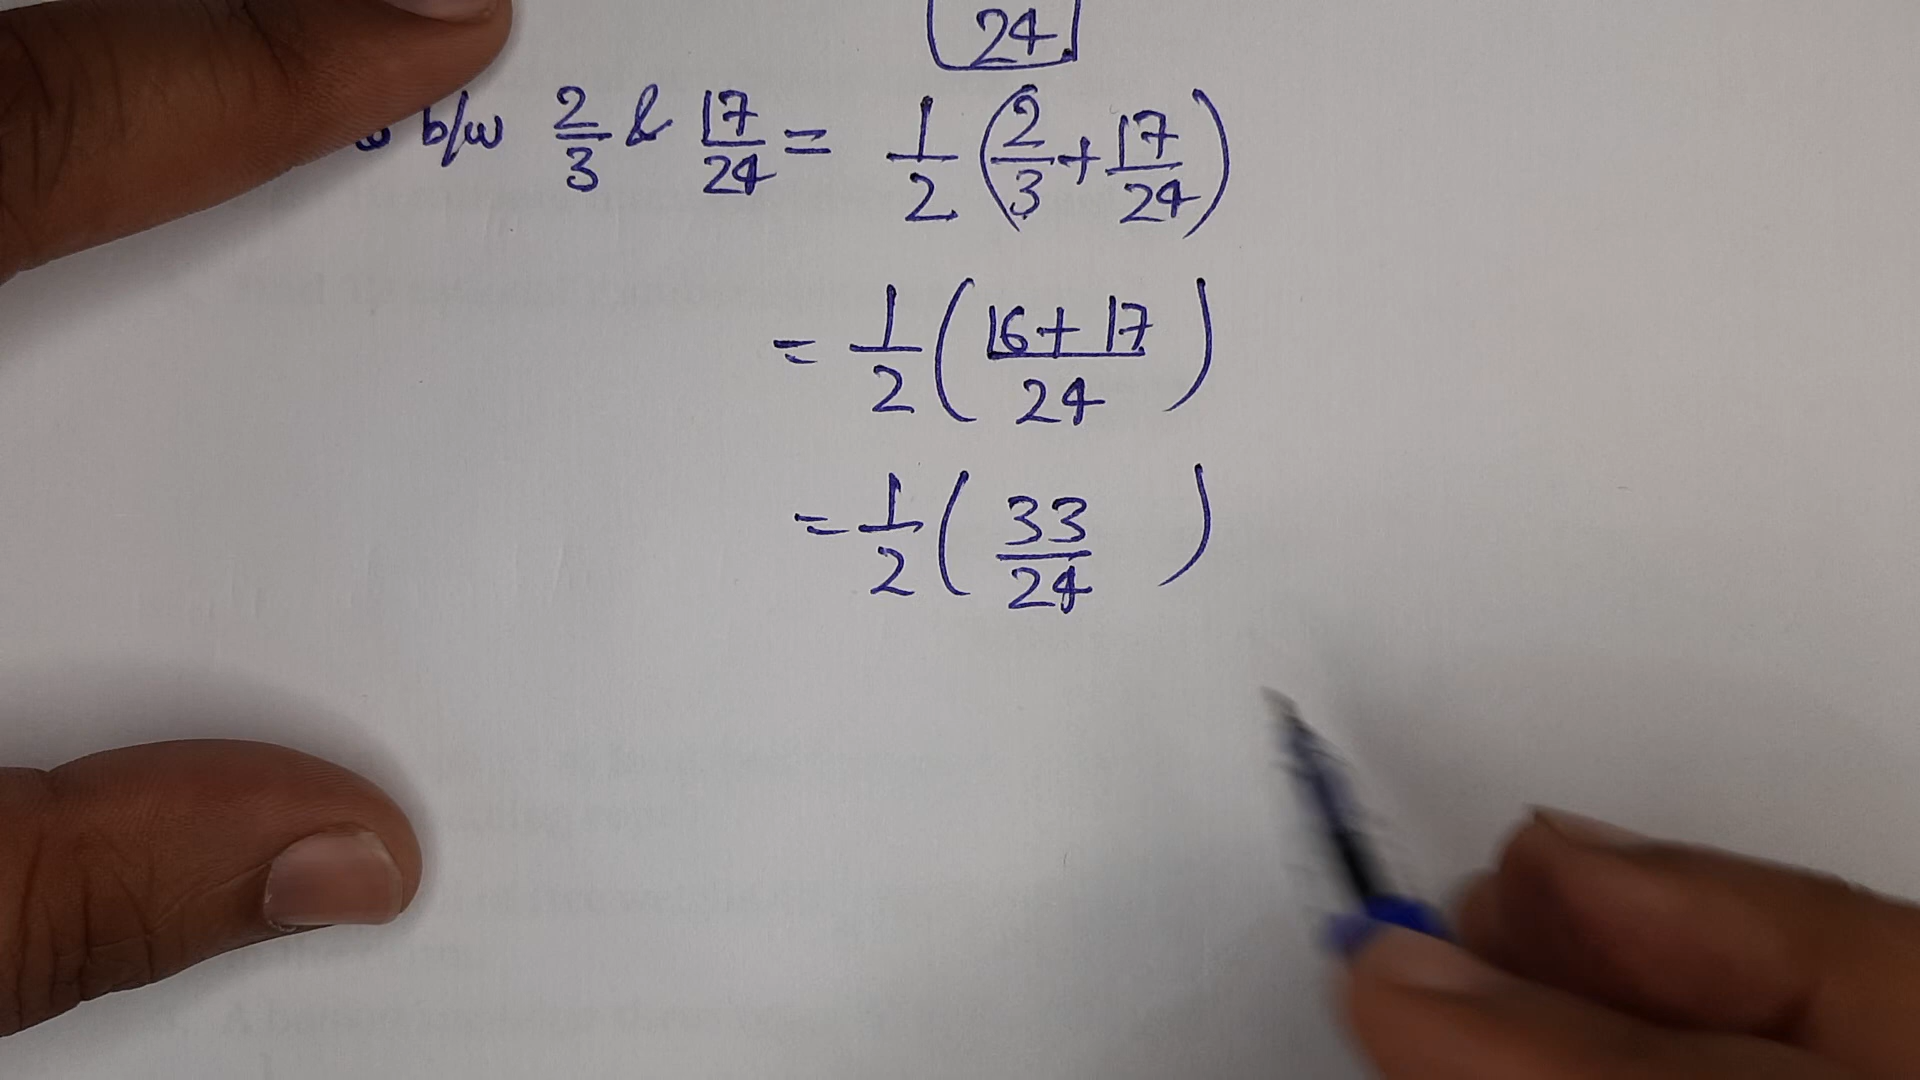 24
b/w 2/3 & 17/24 = 1/2 (2/3 + 17/24)
= 1/2 (16 + 17 / 24)
= 1/2 (33/24)